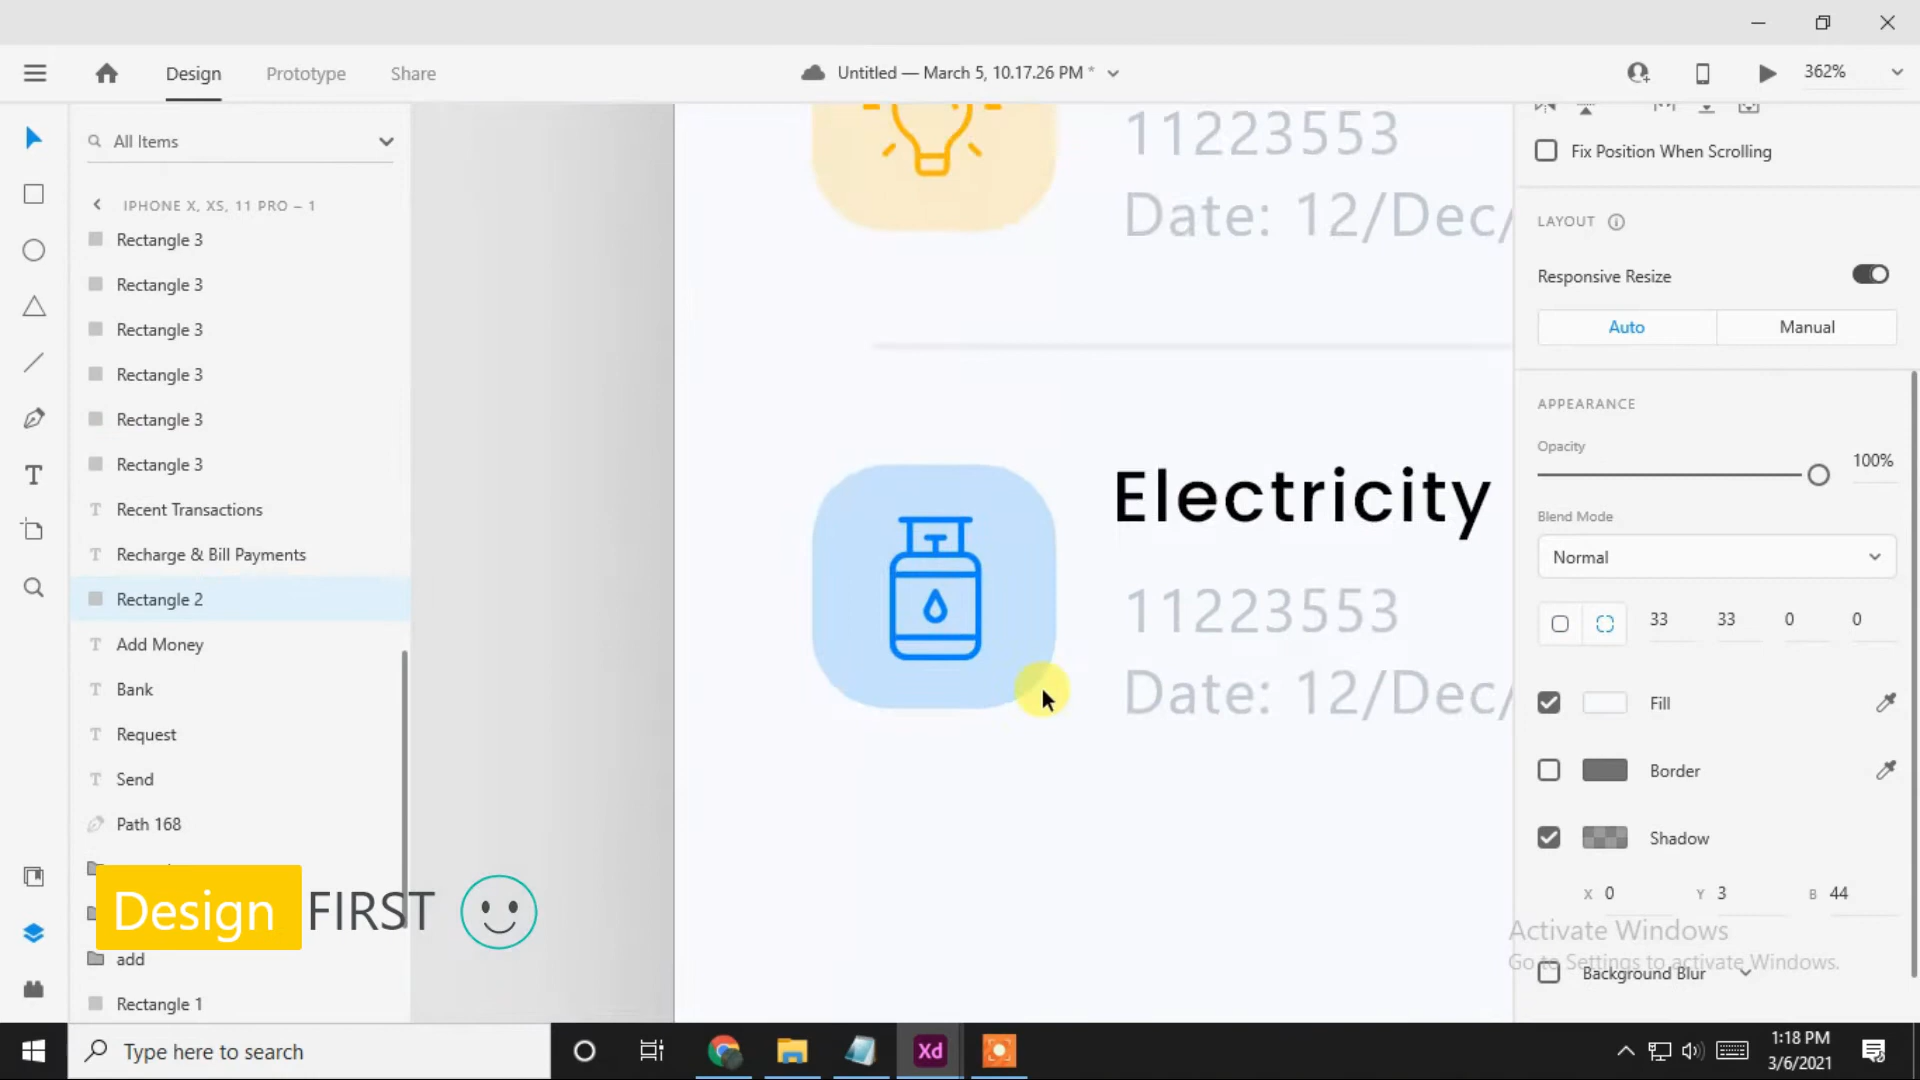 Design
Prototype
Share
Untitled — March 5, 10.17.26 PM *
362%
All Items
IPHONE X, XS, 11 PRO – 1
Rectangle 3
Rectangle 3
Rectangle 3
Rectangle 3
Rectangle 3
Rectangle 3
Recent Transactions
Recharge & Bill Payments
Rectangle 2
Add Money
Bank
Request
Send
Path 168
add
Rectangle 1
Design FIRST
11223553
Date: 12/Dec/
Electricity
11223553
Date: 12/Dec/
Fix Position When Scrolling
LAYOUT
Responsive Resize
Auto
Manual
APPEARANCE
Opacity
100%
Blend Mode
Normal
33 33 0 0
Fill
Border
Shadow
X 0 Y 3 B 44
Activate Windows
Go to Settings to activate Windows.
Background Blur
Type here to search
Xd
1:18 PM
3/6/2021